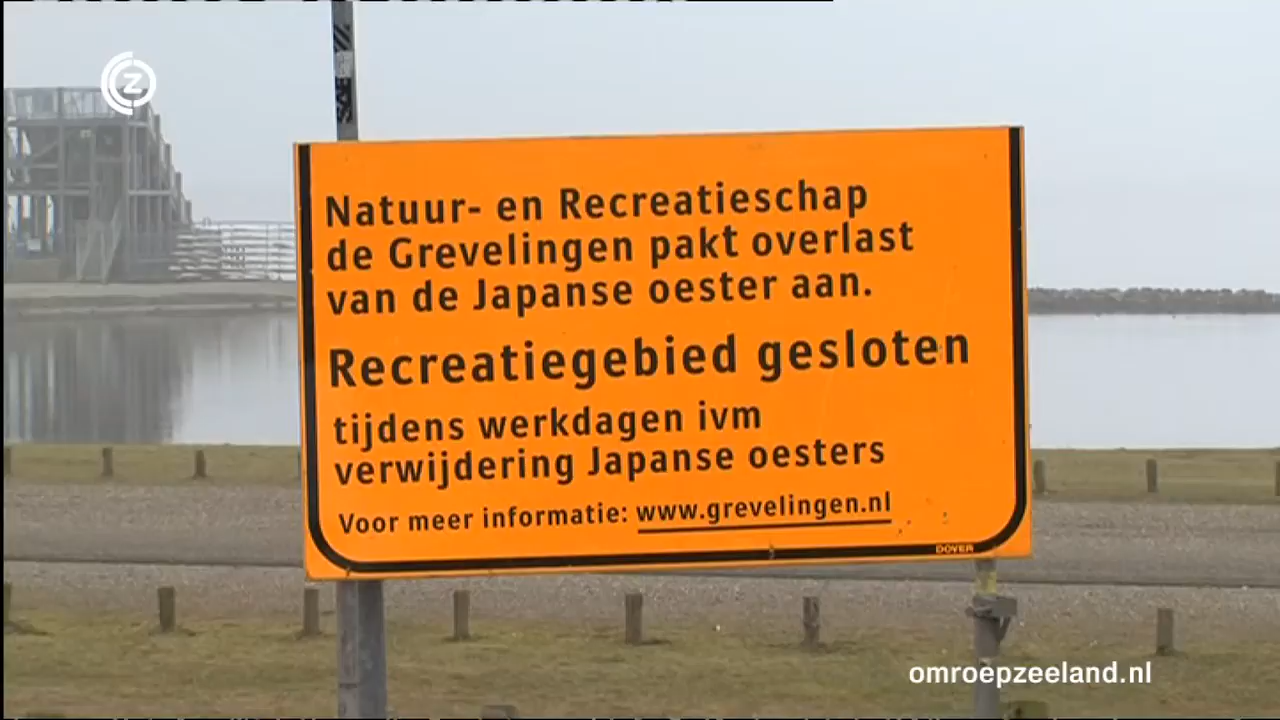 Z
Natuur- en Recreatieschap
de Grevelingen pakt overlast
van de Japanse oester aan.
Recreatiegebied gesloten
tijdens werkdagen ivm
verwijdering Japanse oesters
Voor meer informatie: www.grevelingen.nl
DOVER
omroepzeeland.nl